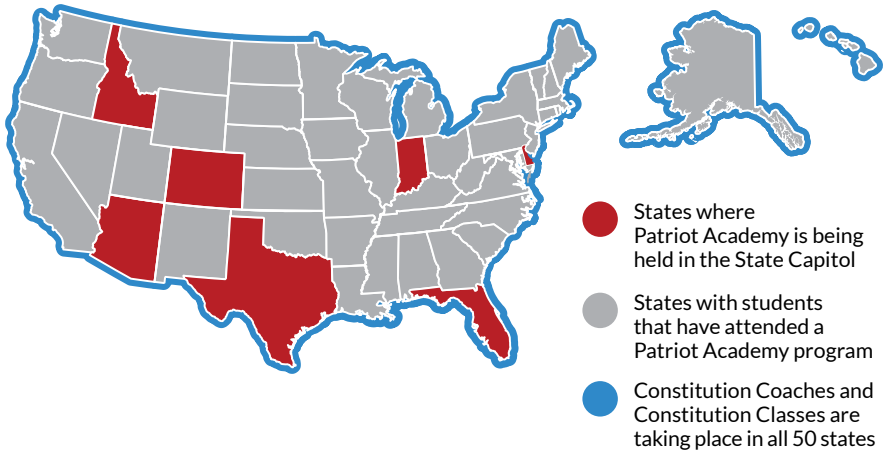 States where
Patriot Academy is being
held in the State Capitol
States with students
that have attended a
Patriot Academy program
Constitution Coaches and
Constitution Classes are
taking place in all 50 states